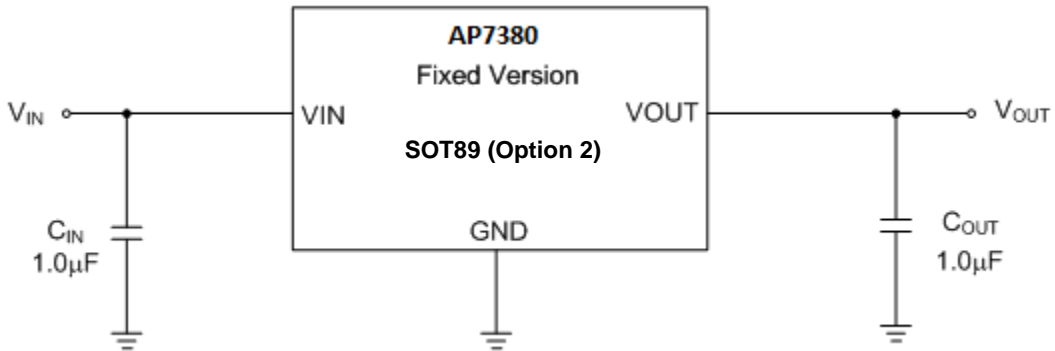 AP7380
Fixed Version
V_IN
VIN
VOUT
V_OUT
SOT89 (Option 2)
C_IN
1.0μF
GND
C_OUT
1.0μF